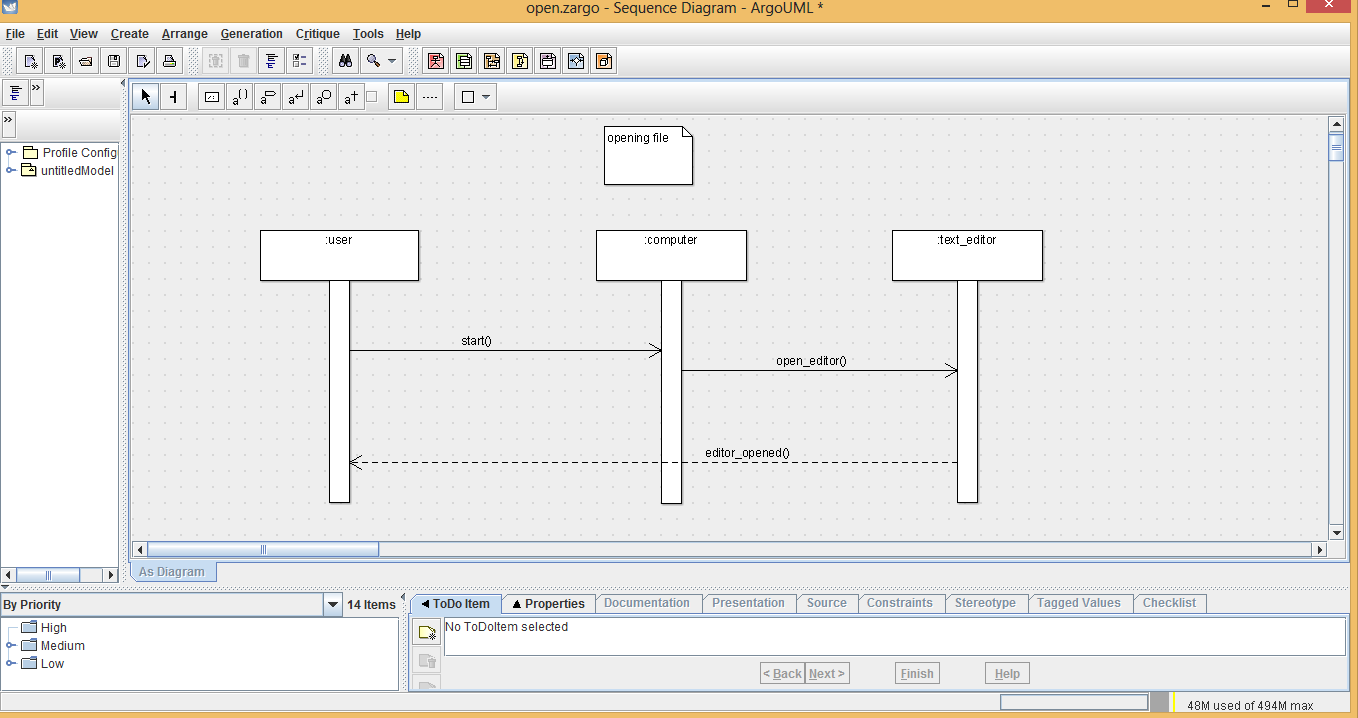 open.zargo - Sequence Diagram - ArgoUML *
File Edit View Create Arrange Generation Critique Tools Help
opening file
Profile Config
untitledModel
:user :computer :text_editor
start()
open_editor()
editor_opened()
As Diagram
By Priority 14 Items
ToDo Item Properties Documentation Presentation Source Constraints Stereotype Tagged Values Checklist
High
Medium
Low
No ToDoItem selected
< Back Next > Finish Help
48M used of 494M max